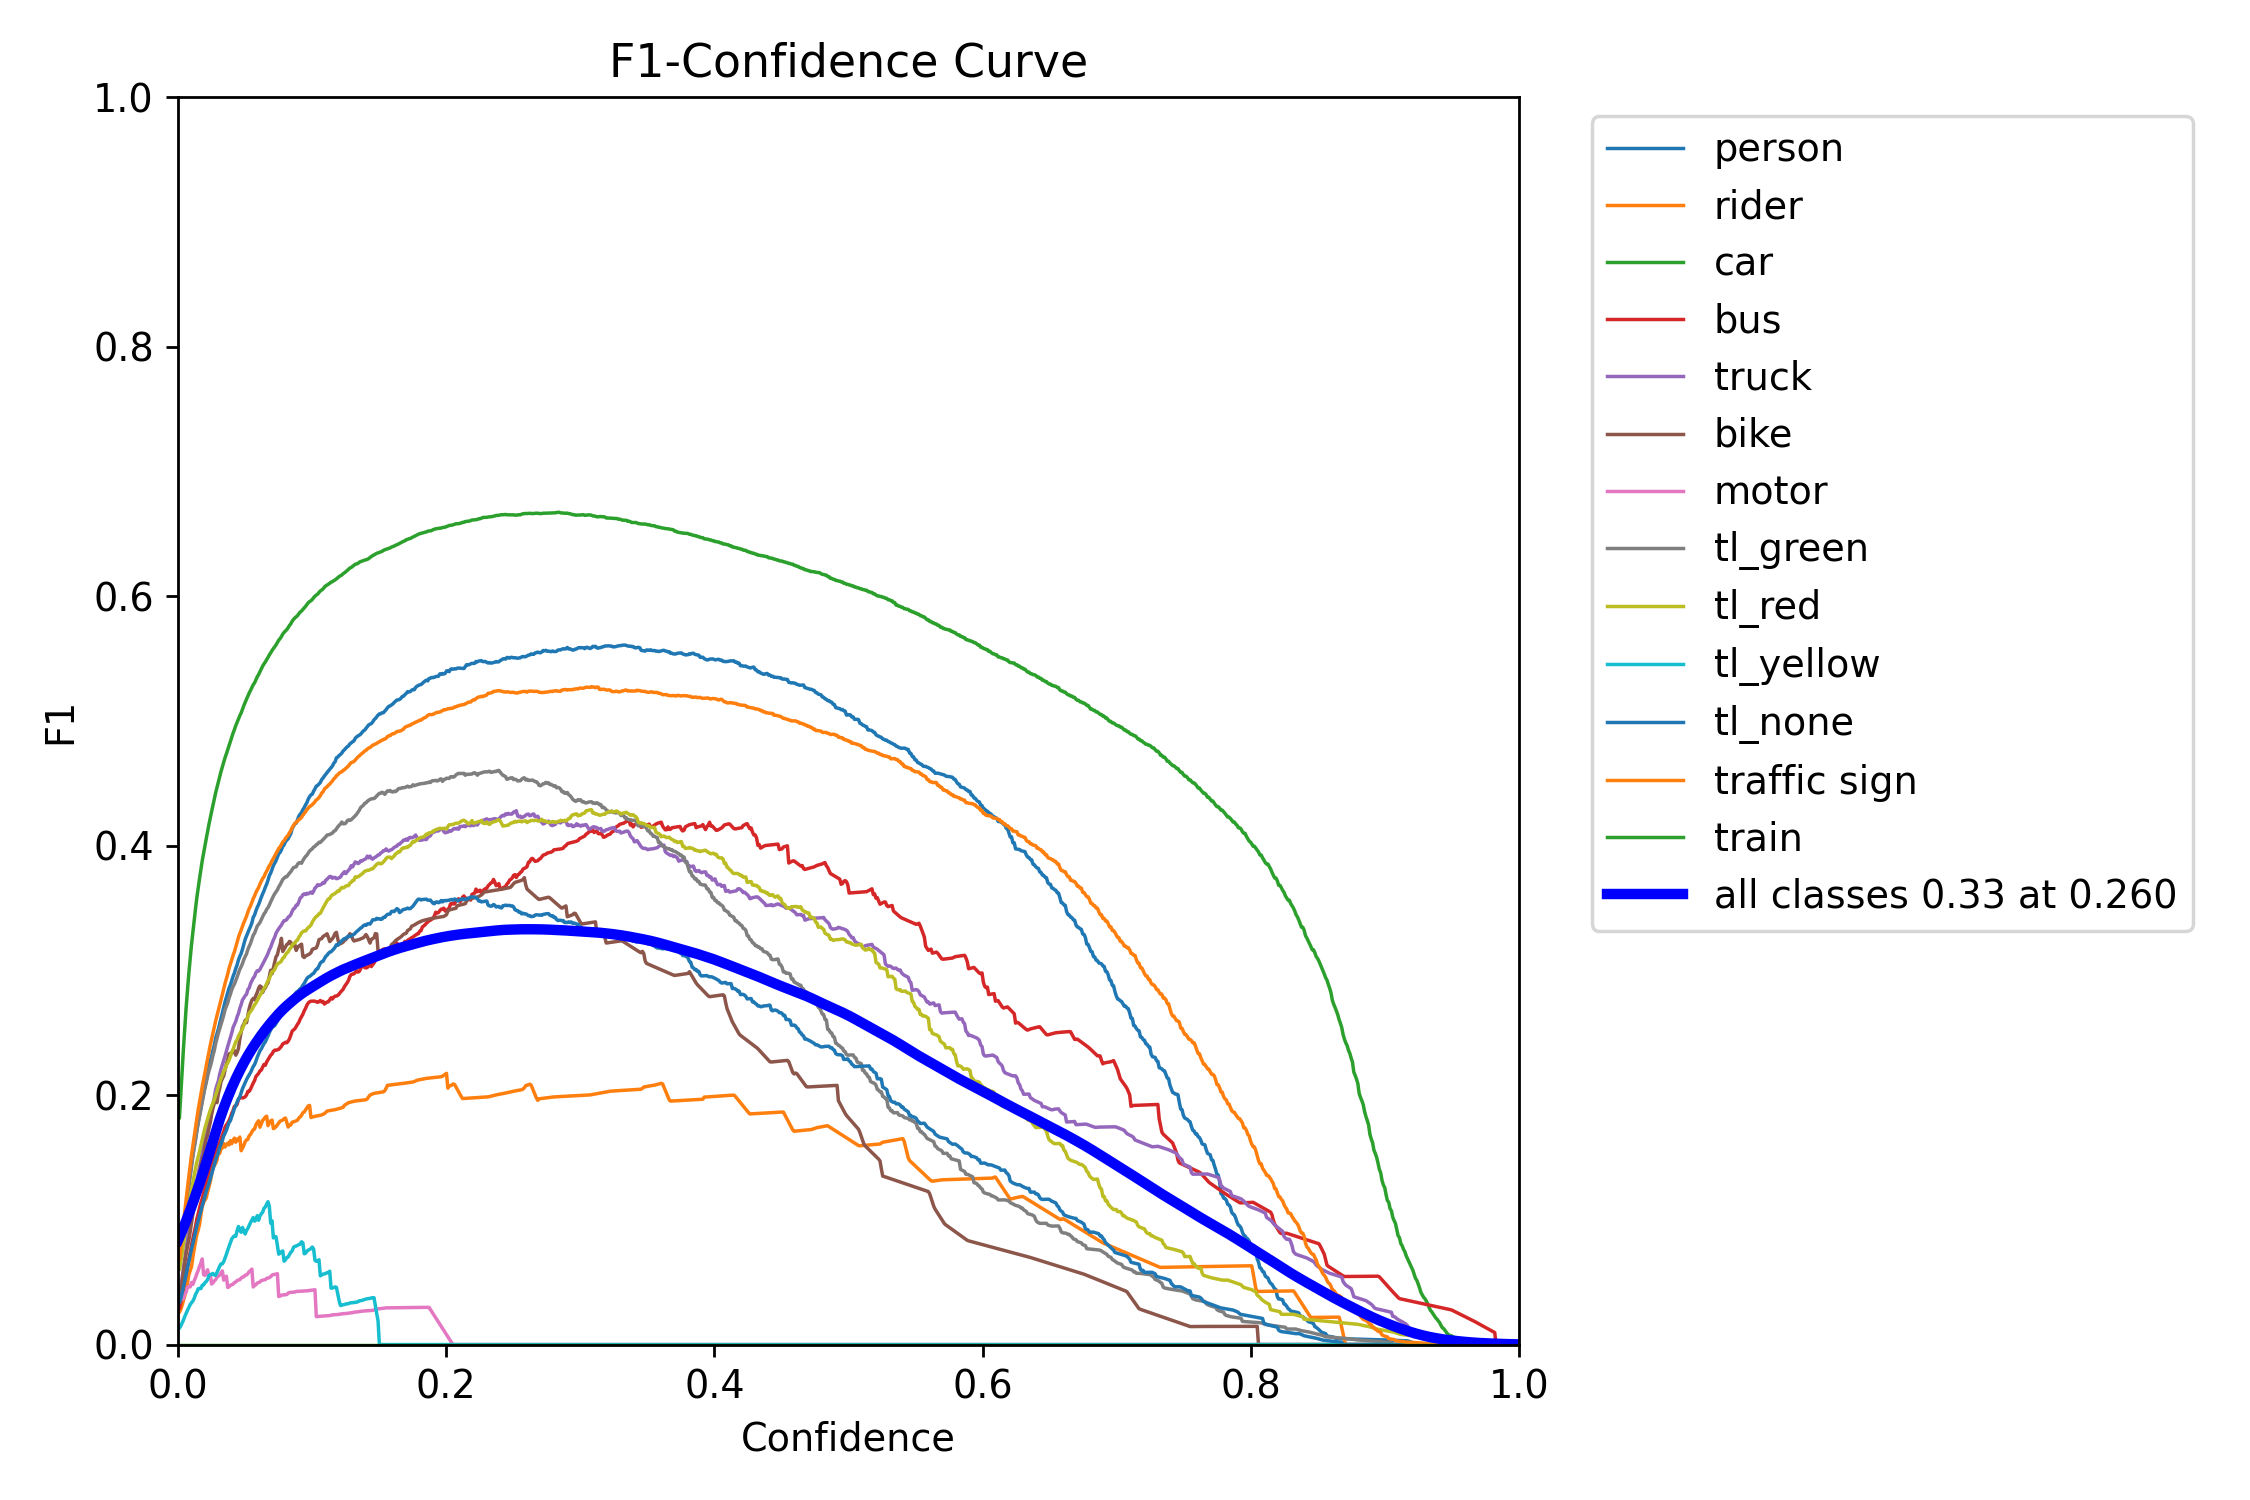 F1-Confidence Curve
1.0
0.8
0.6
0.4
0.2
0.0
F1
0.0 0.2 0.4 0.6 0.8 1.0
Confidence
person
rider
car
bus
truck
bike
motor
tl_green
tl_red
tl_yellow
tl_none
traffic sign
train
all classes 0.33 at 0.260